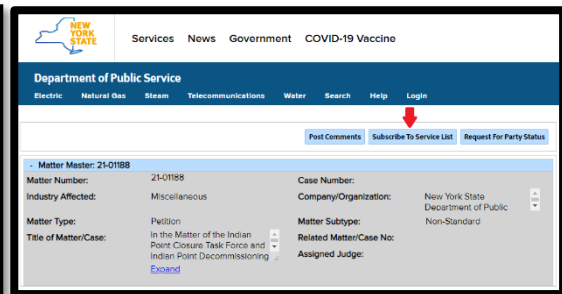 NEW YORK STATE
Services News Government COVID-19 Vaccine
Department of Public Service
Electric Natural Gas Steam Telecommunications Water Search Help Login
Post Comments Subscribe To Service List Request For Party Status
- Matter Master: 21-01188
Matter Number: 21-01188 Case Number:
Industry Affected: Miscellaneous Company/Organization: New York State
Department of Public
Matter Type: Petition Matter Subtype: Non-Standard
Title of Matter/Case: In the Matter of the Indian Related Matter/Case No:
Point Closure Task Force and
Indian Point Decommissioning Assigned Judge:
Expand